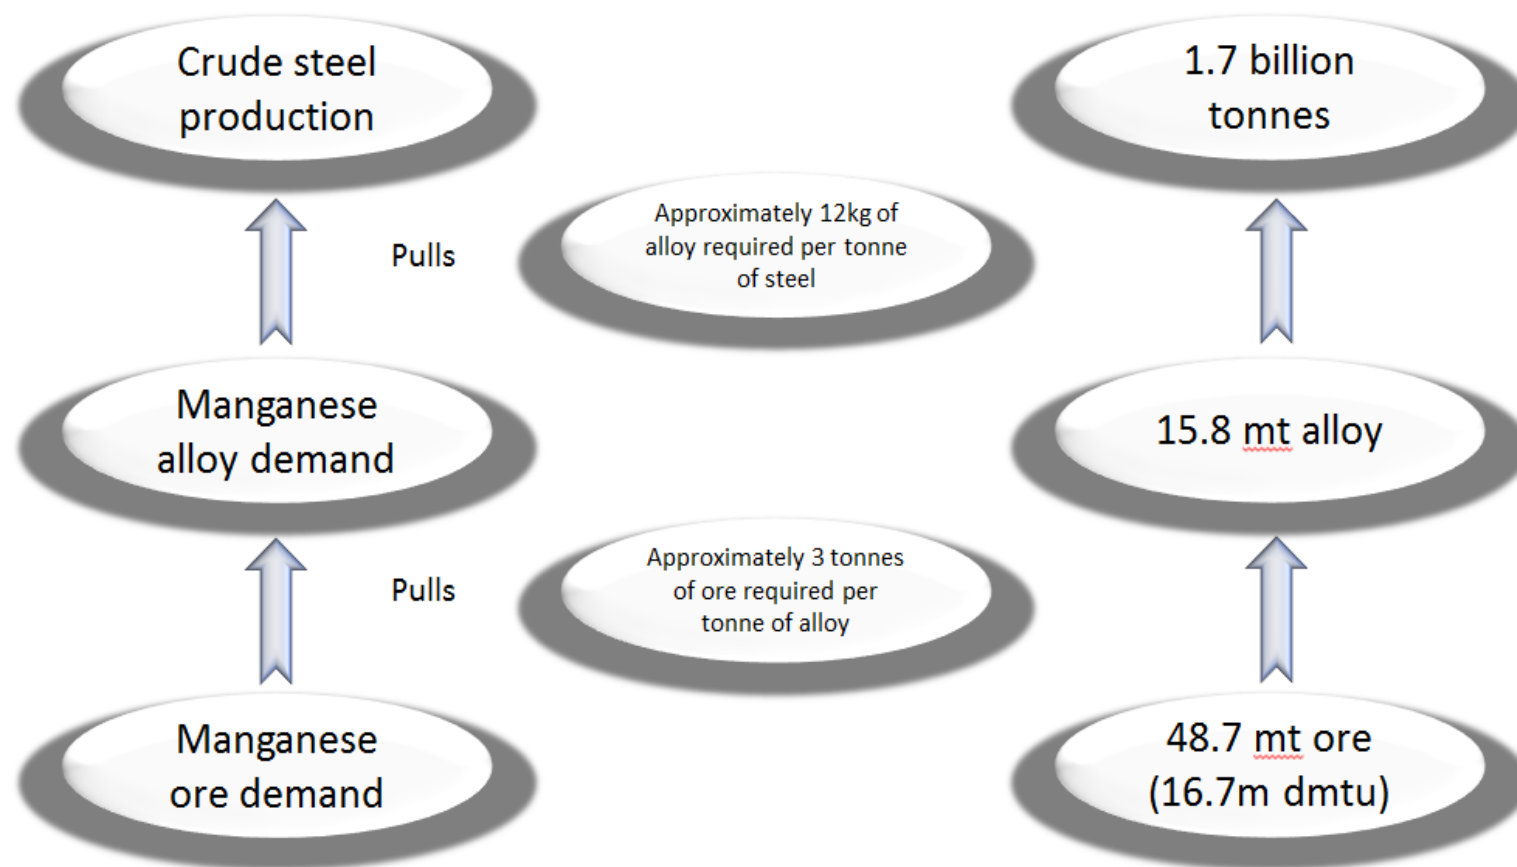 Crude steel
production
1.7 billion
tonnes
Pulls
Approximately 12kg of
alloy required per tonne
of steel
Manganese
alloy demand
15.8 mt alloy
Pulls
Approximately 3 tonnes
of ore required per
tonne of alloy
Manganese
ore demand
48.7 mt ore
(16.7m dmtu)